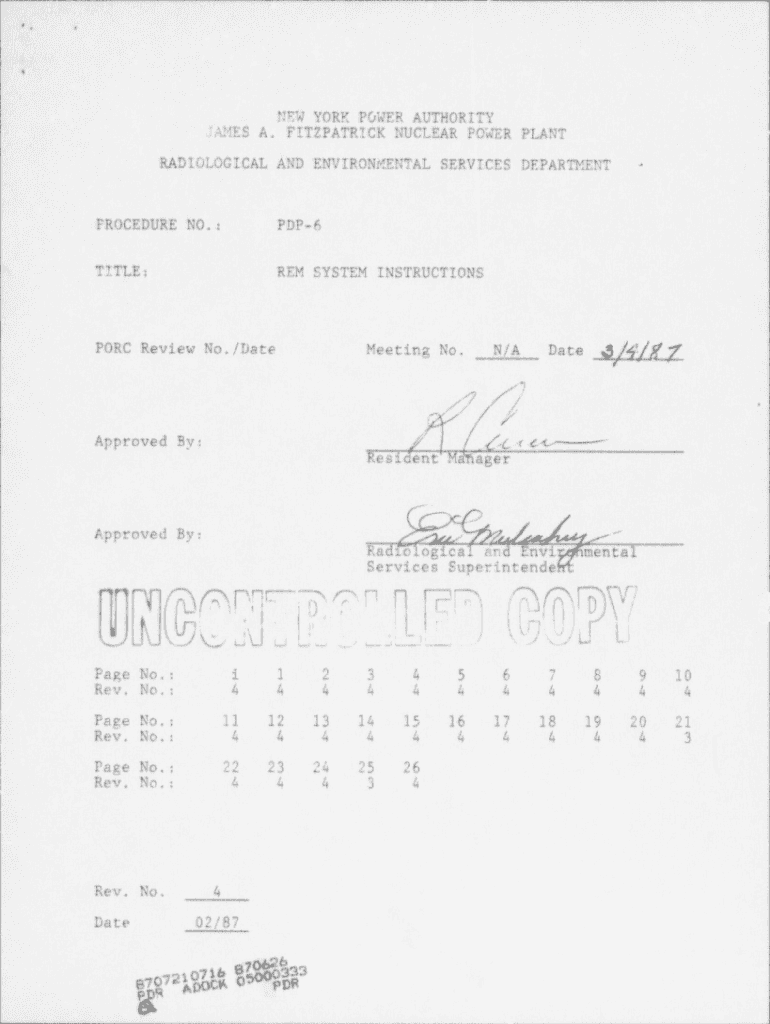 NEW YORK POWER AUTHORITY
JAMES A. FITZPATRICK NUCLEAR POWER PLANT
RADIOLOGICAL AND ENVIRONMENTAL SERVICES DEPARTMENT
PROCEDURE NO.: PDP-6
TITLE: REM SYSTEM INSTRUCTIONS
PORC Review No./Date Meeting No. N/A Date 3/4/87
Approved By:
Resident Manager
Approved By:
Radiological and Environmental
Services Superintendent
UNCONTROLLED COPY
Page No.: i 1 2 3 4 5 6 7 8 9 10
Rev. No.: 4 4 4 4 4 4 4 4 4 4 4
Page No.: 11 12 13 14 15 16 17 18 19 20 21
Rev. No.: 4 4 4 4 4 4 4 4 4 4 3
Page No.: 22 23 24 25 26
Rev. No.: 4 4 4 3 4
Rev. No. 4
Date 02/87
8707210716 870626
PDR ADOCK 05000333
PDR